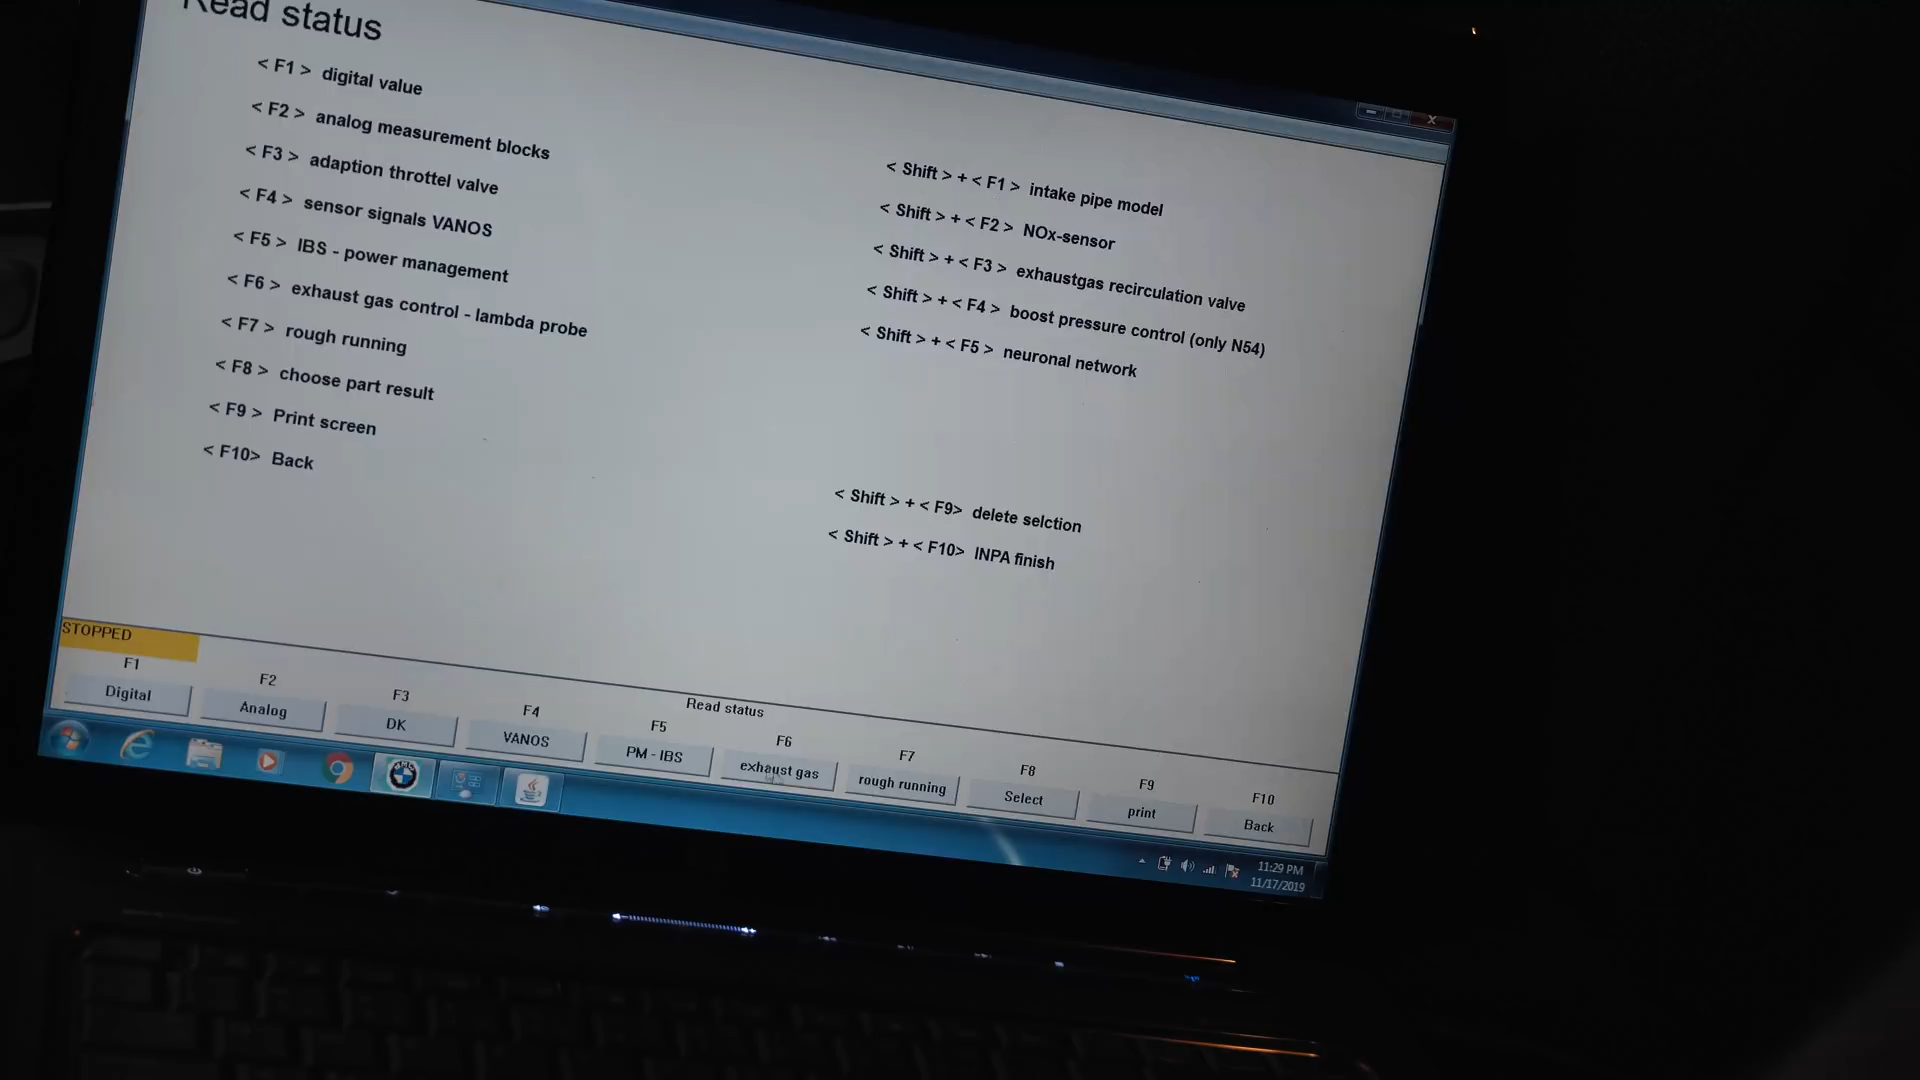 Read status
< F1 > digital value
< F2 > analog measurement blocks
< F3 > adaption throttel valve
< F4 > sensor signals VANOS
< F5 > IBS - power management
< F6 > exhaust gas control - lambda probe
< F7 > rough running
< F8 > choose part result
< F9 > Print screen
< F10> Back
< Shift > + < F1 > intake pipe model
< Shift > + < F2 > NOx-sensor
< Shift > + < F3 > exhaustgas recirculation valve
< Shift > + < F4 > boost pressure control (only N54)
< Shift > + < F5 > neuronal network
< Shift > + < F9> delete selction
< Shift > + < F10> INPA finish
STOPPED
Read status
F1 F2 F3 F4 F5 F6 F7 F8 F9 F10
Digital Analog DK VANOS PM - IBS exhaust gas rough running Select print Back
11:29 PM
11/17/2019